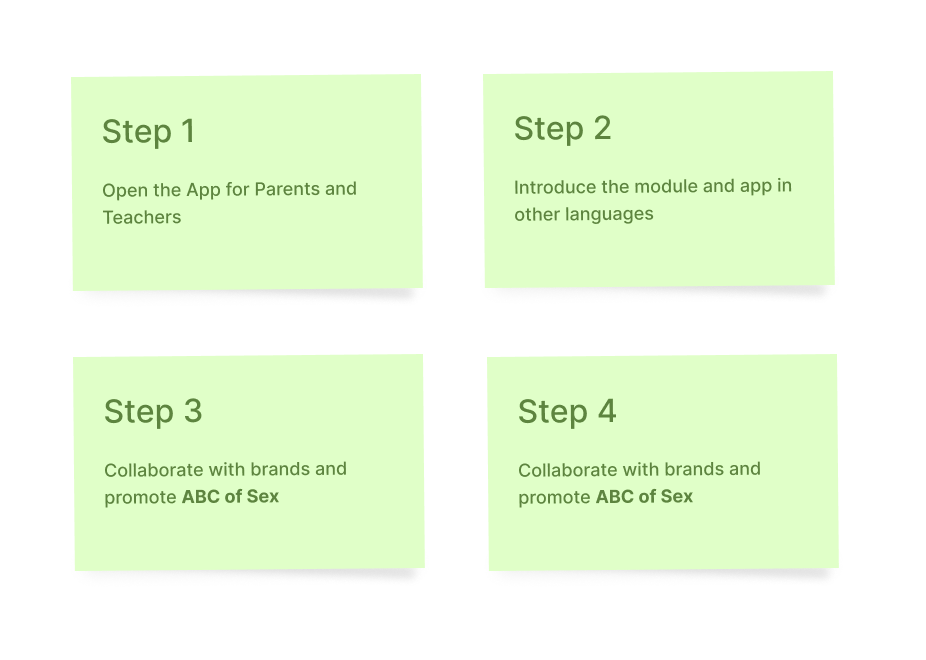 Step 1
Open the App for Parents and
Teachers
Step 2
Introduce the module and app in
other languages
Step 3
Collaborate with brands and
promote ABC of Sex
Step 4
Collaborate with brands and
promote ABC of Sex